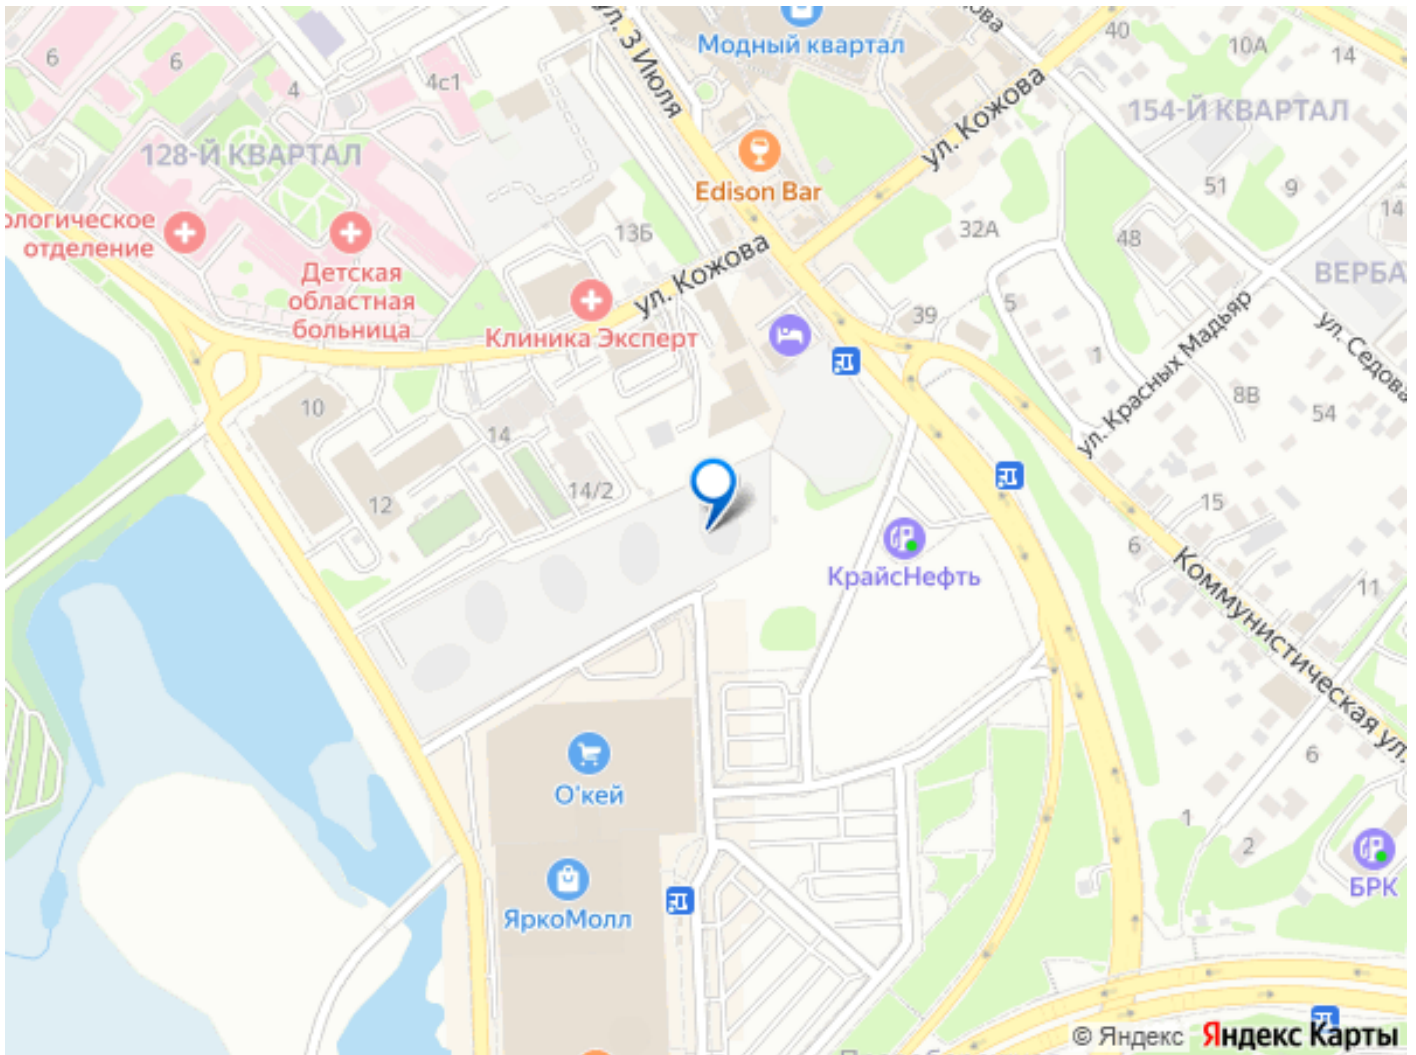 ул. 3 Июля
Модный квартал
40
10А
14
6
6
4
4с1
154-Й КВАРТАЛ
ул. Кожова
128-Й КВАРТАЛ
Edison Bar
51
9
14
ологическое
отделение
13Б
32А
48
Детская
областная
больница
ул. Кожова
ВЕРБА
5
39
Клиника Эксперт
1
ул. Красных Мадьяр
ул. Седова
8В
54
10
14
12
14/2
15
6
КрайсНефть
11
Коммунистическая ул.
О'кей
6
1
2
БРК
ЯркоМолл
© Яндекс
Яндекс Карты